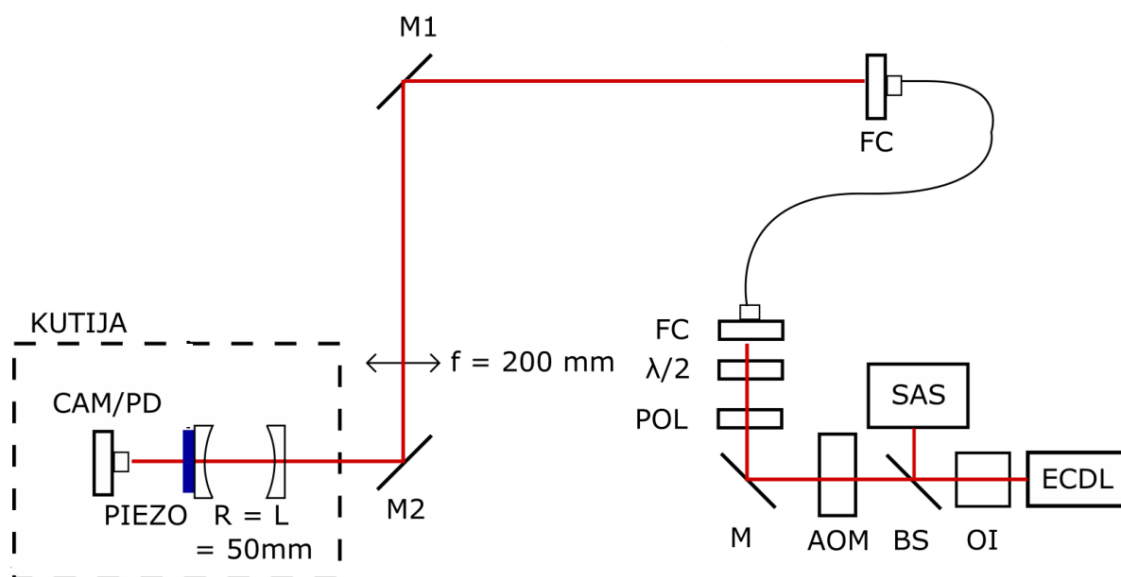 M1
FC
KUTIJA
FC
f = 200 mm
λ/2
CAM/PD
SAS
POL
ECDL
PIEZO
R = L
= 50mm
M2
M
AOM
BS
OI